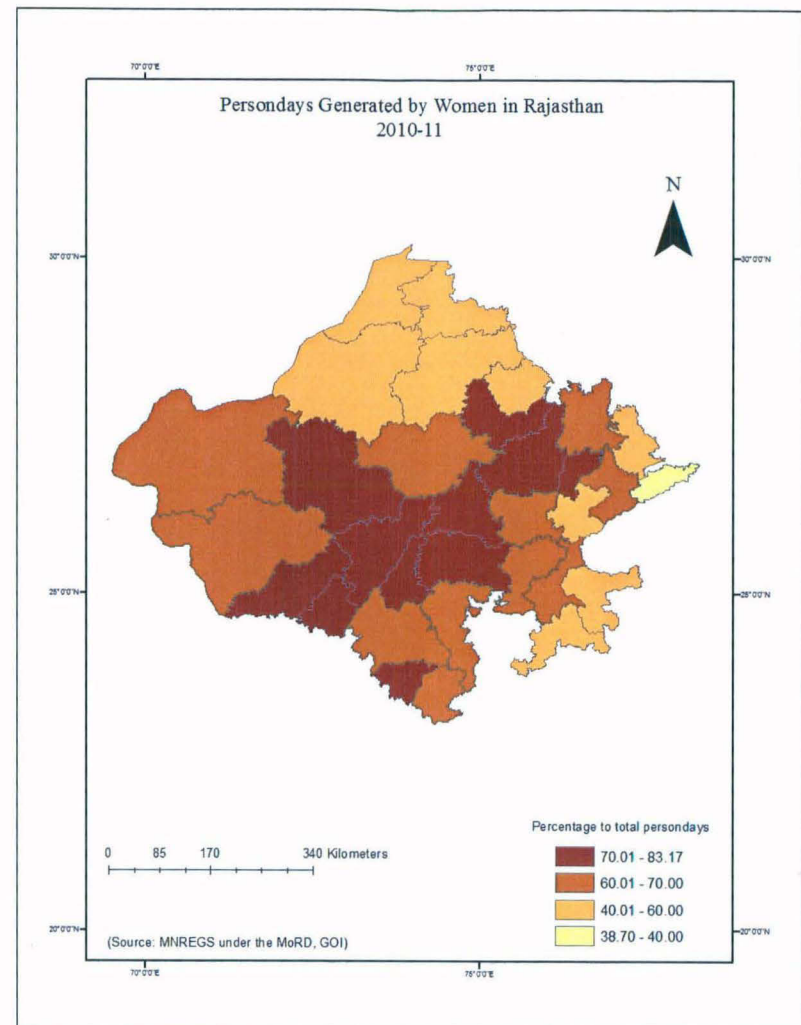 70°0'0"E 75°0'0"E
Persondays Generated by Women in Rajasthan
2010-11
N
30°0'0"N 30°0'0"N
25°0'0"N 25°0'0"N
Percentage to total persondays
0 85 170 340 Kilometers
70.01 - 83.17
60.01 - 70.00
40.01 - 60.00
38.70 - 40.00
20°0'0"N 20°0'0"N
(Source: MNREGS under the MoRD, GOI)
70°0'0"E 75°0'0"E